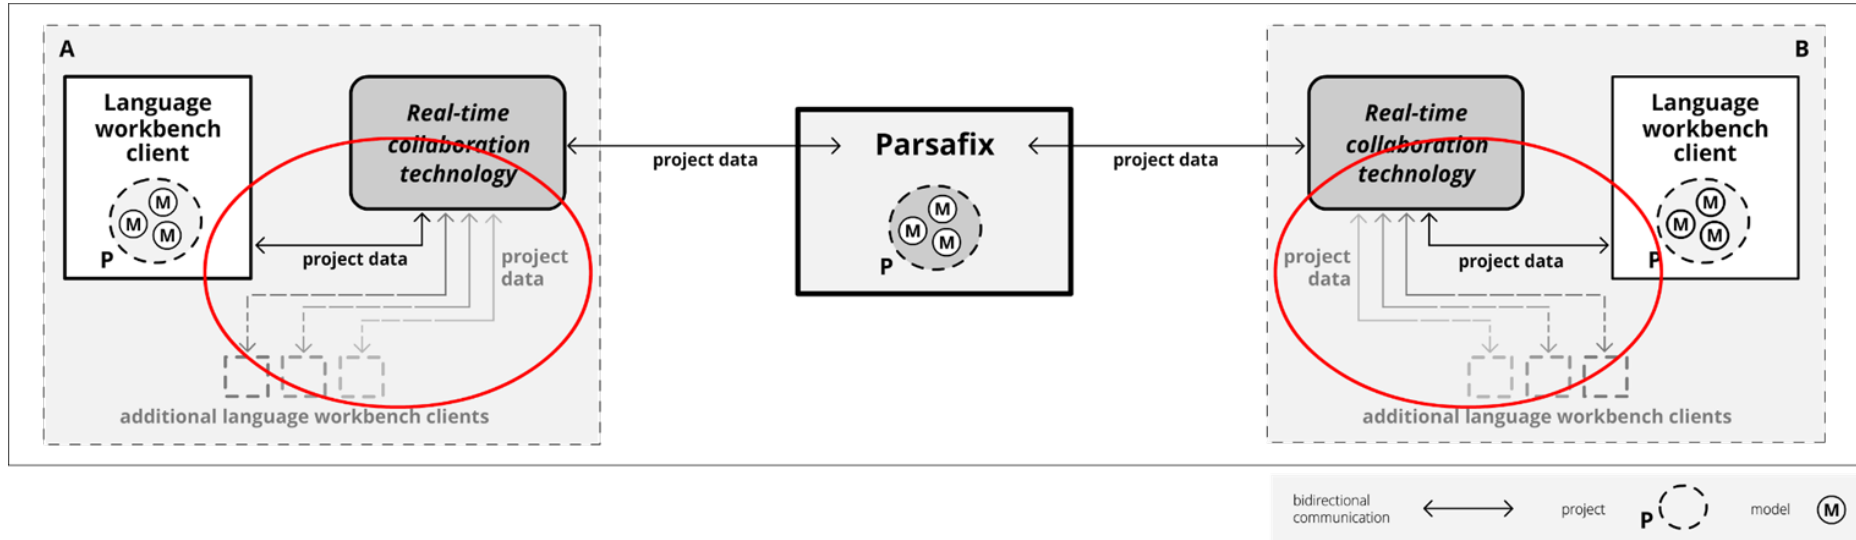 A
Language
workbench
client
M
M
M
P
Real-time
collaboration
technology
project data
project
data
additional language workbench clients
project data
Parsafix
M
M
M
P
project data
B
Real-time
collaboration
technology
Language
workbench
client
M
M
M
P
project
data
project data
additional language workbench clients
bidirectional
communication
project
P
model
M